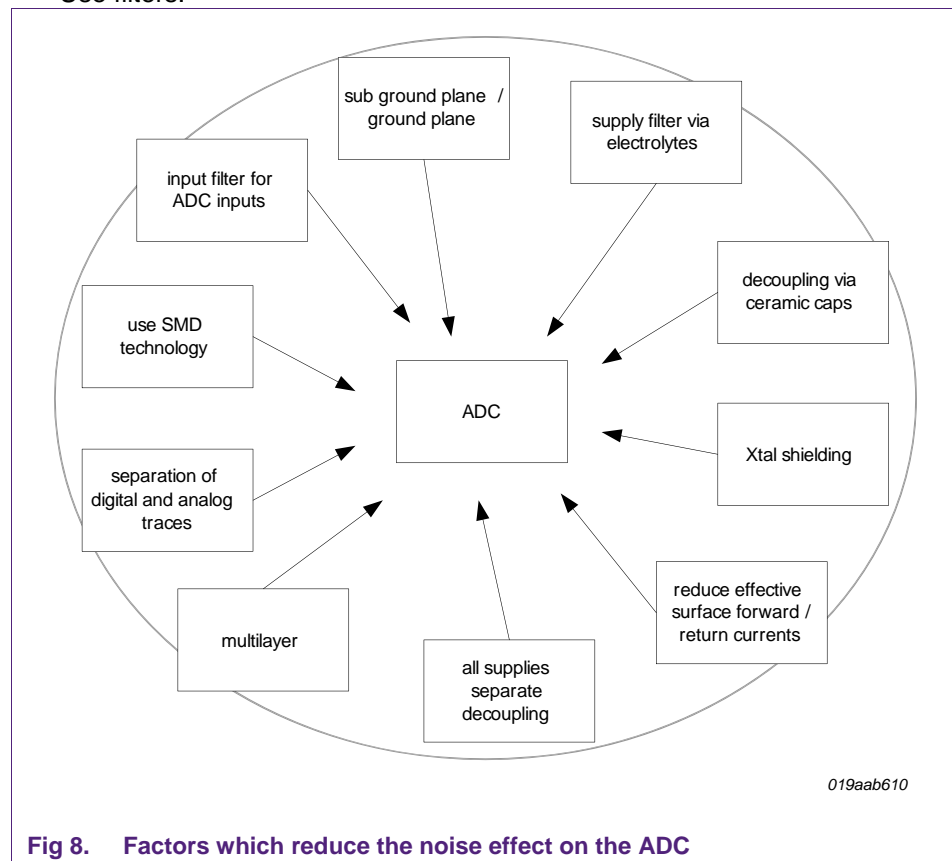 Use filters.
sub ground plane /
ground plane
supply filter via
electrolytes
input filter for
ADC inputs
decoupling via
ceramic caps
use SMD
technology
ADC
Xtal shielding
separation of
digital and analog
traces
reduce effective
surface forward /
return currents
multilayer
all supplies
separate
decoupling
019aab610
Fig 8. Factors which reduce the noise effect on the ADC